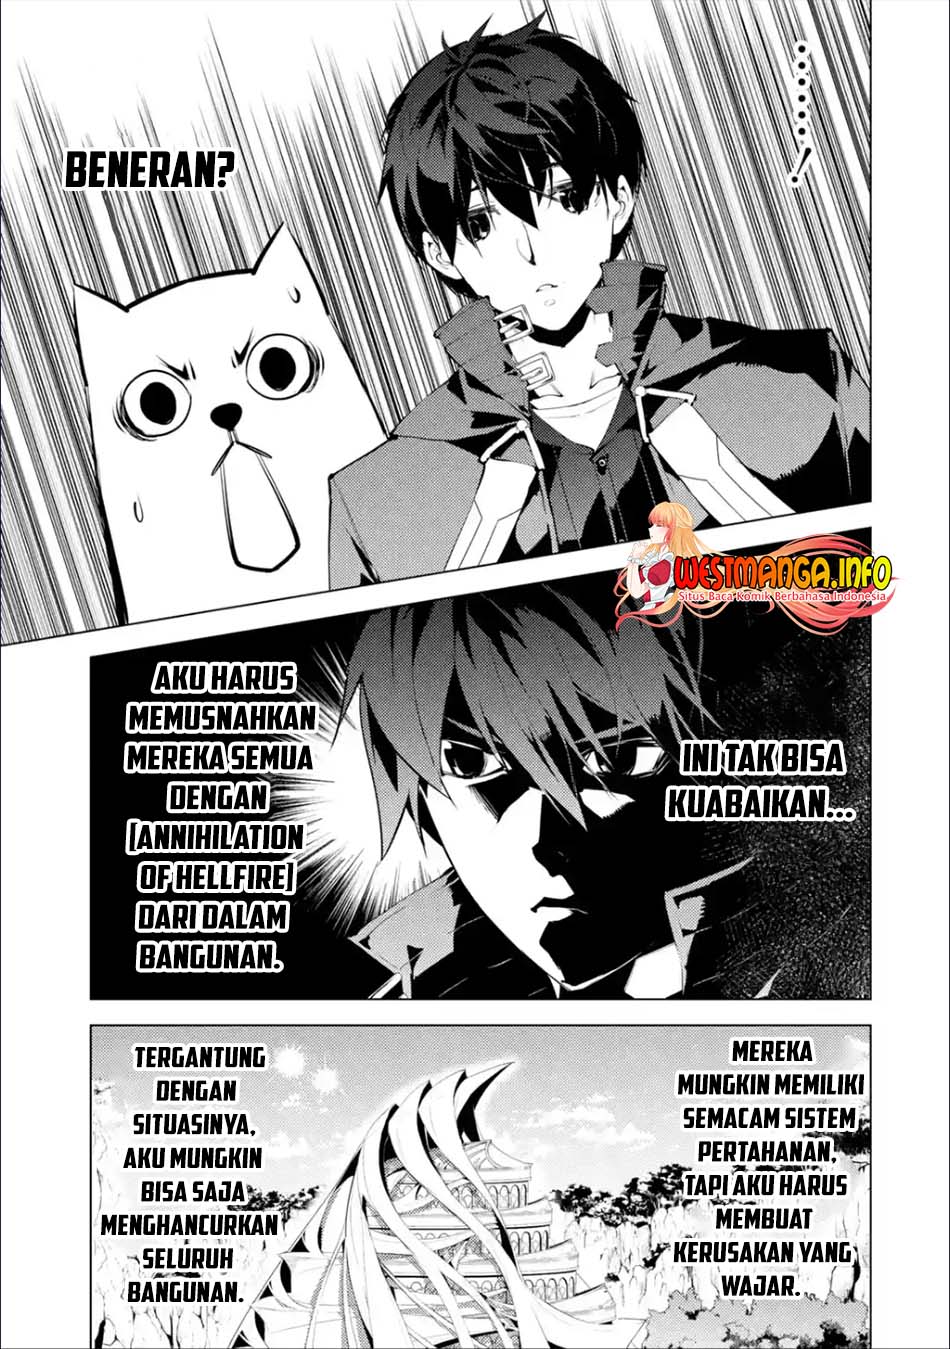 .......!
BENERAN?
WESTMANGA.INFO
Situs Baca Komik Berbahasa Indonesia
INI TAK BISA
KUABAIKAN...
AKU HARUS
MEMUSNAHKAN
MEREKA SEMUA
DENGAN
[ANNIHILATION
OF HELLFIRE]
DARI DALAM
BANGUNAN.
MEREKA
MUNGKIN MEMILIKI
SEMACAM SISTEM
PERTAHANAN,
TAPI AKU HARUS
MEMBUAT
KERUSAKAN YANG
WAJAR.
TERGANTUNG
DENGAN
SITUASINYA,
AKU MUNGKIN
BISA SAJA
MENGHANCURKAN
SELURUH
BANGUNAN.